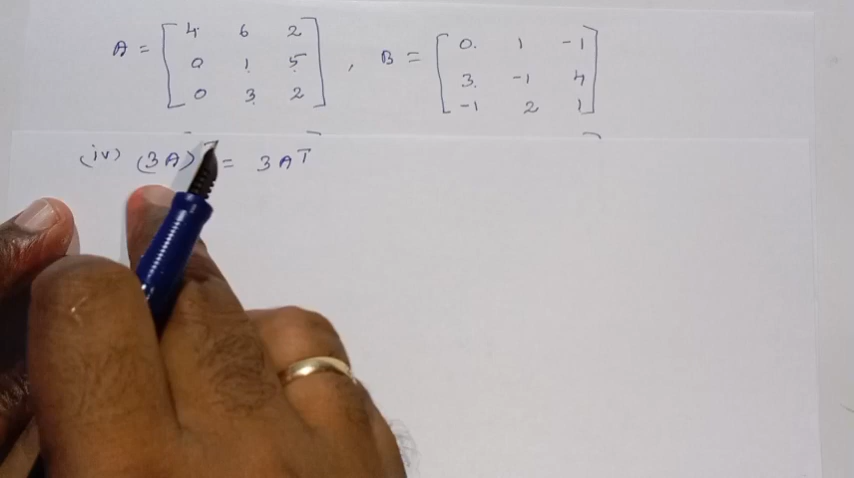 A = [ 4 6 2 ] , B = [ 0. 1 -1 ]
[ 0 1 5 ] [ 3. -1 4 ]
[ 0 3 2 ] [ -1 2 1 ]
(iv) (3A) = 3A^T